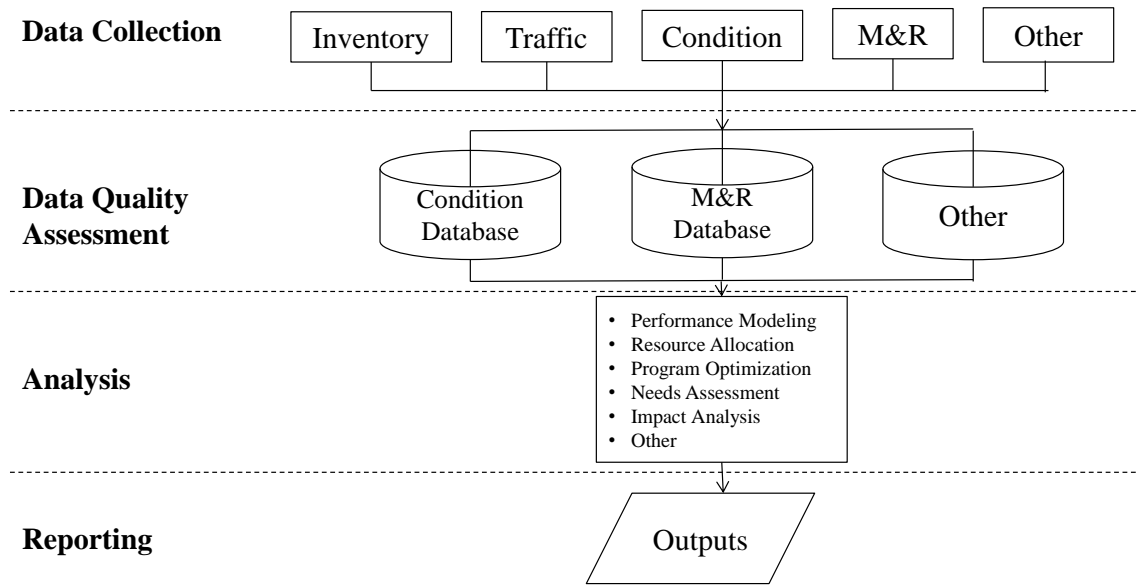 Data Collection
Inventory
Traffic
Condition
M&R
Other
Data Quality
Assessment
Condition
Database
M&R
Database
Other
Analysis
• Performance Modeling
• Resource Allocation
• Program Optimization
• Needs Assessment
• Impact Analysis
• Other
Reporting
Outputs